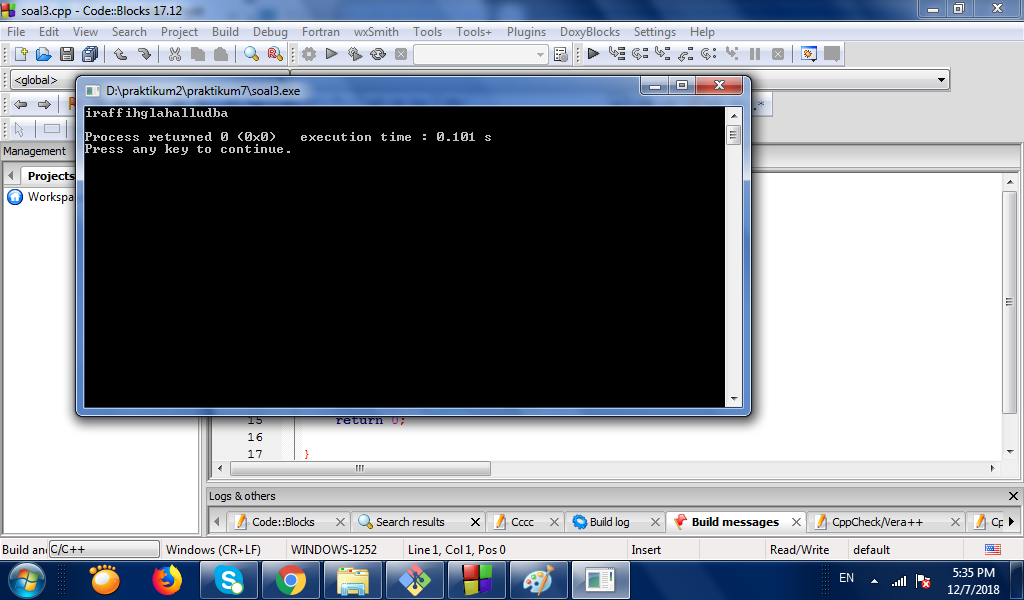 soal3.cpp - Code::Blocks 17.12
File Edit View Search Project Build Debug Fortran wxSmith Tools Tools+ Plugins DoxyBlocks Settings Help
<global>
D:\praktikum2\praktikum7\soal3.exe
iraffihglahalludba
Process returned 0 (0x0)   execution time : 0.101 s
Press any key to continue.
Management
Projects
Workspa
15 return 0;
16
17 }
Logs & others
Code::Blocks Search results Cccc Build log Build messages CppCheck/Vera++ Cp
Build an C/C++ Windows (CR+LF) WINDOWS-1252 Line 1, Col 1, Pos 0 Insert Read/Write default
EN 5:35 PM
12/7/2018